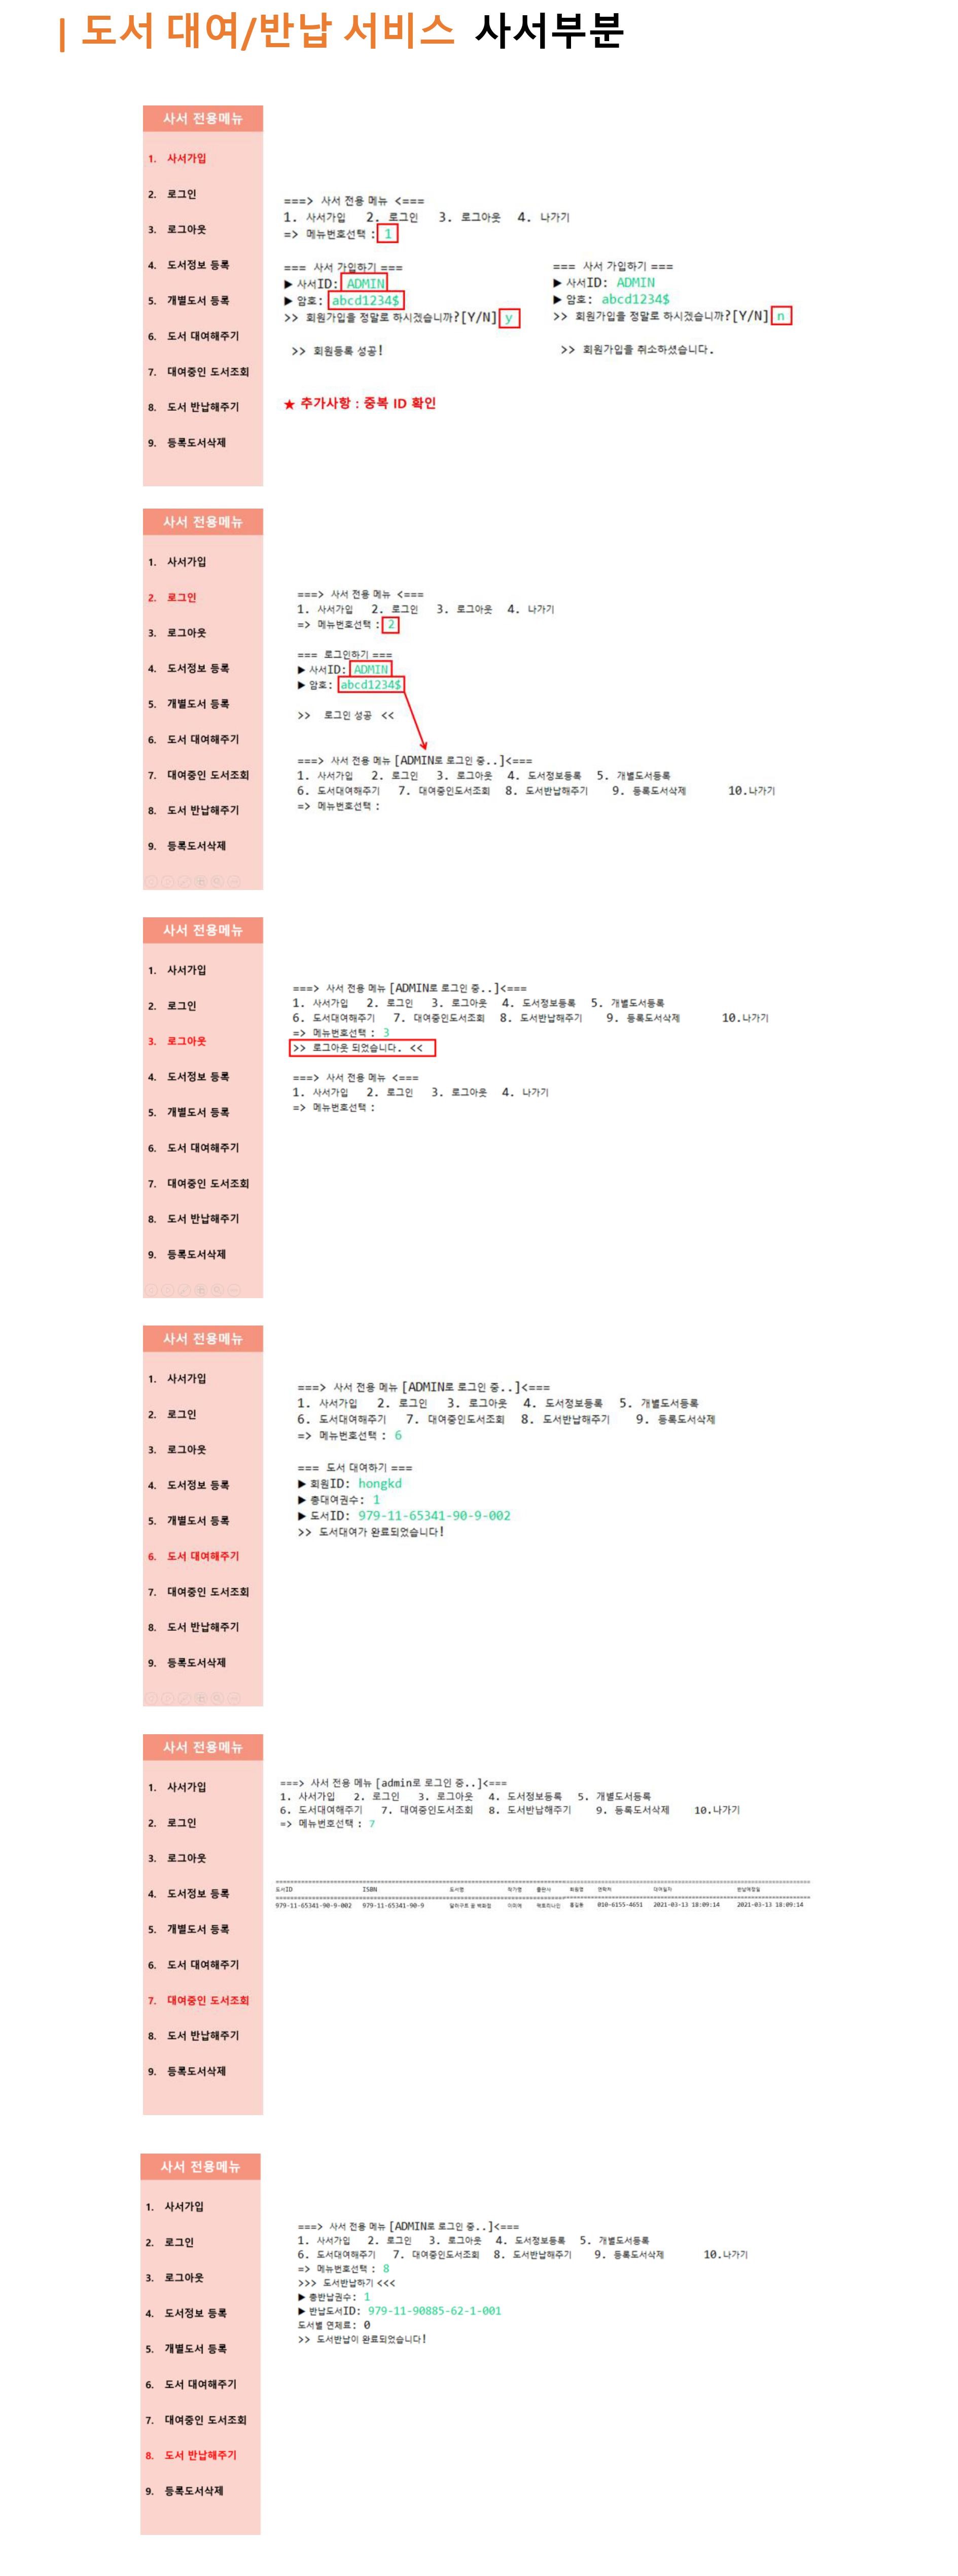 | 도서 대여/반납 서비스 사서부분
사서 전용메뉴
1. 사서가입
2. 로그인
3. 로그아웃
4. 도서정보 등록
5. 개별도서 등록
6. 도서 대여해주기
7. 대여중인 도서조회
8. 도서 반납해주기
9. 등록도서삭제
===> 사서 전용 메뉴 <===
1. 사서가입 2. 로그인 3. 로그아웃 4. 나가기
=> 메뉴번호선택 : 1
=== 사서 가입하기 ===
▶ 사서ID: ADMIN
▶ 암호: abcd1234$
>> 회원가입을 정말로 하시겠습니까?[Y/N] y
>> 회원등록 성공!
=== 사서 가입하기 ===
▶ 사서ID: ADMIN
▶ 암호: abcd1234$
>> 회원가입을 정말로 하시겠습니까?[Y/N] n
>> 회원가입을 취소하셨습니다.
★ 추가사항 : 중복 ID 확인
사서 전용메뉴
1. 사서가입
2. 로그인
3. 로그아웃
4. 도서정보 등록
5. 개별도서 등록
6. 도서 대여해주기
7. 대여중인 도서조회
8. 도서 반납해주기
9. 등록도서삭제
===> 사서 전용 메뉴 <===
1. 사서가입 2. 로그인 3. 로그아웃 4. 나가기
=> 메뉴번호선택 : 2
=== 로그인하기 ===
▶ 사서ID: ADMIN
▶ 암호: abcd1234$
>> 로그인 성공 <<
===> 사서 전용 메뉴 [ADMIN로 로그인 중..]<===
1. 사서가입 2. 로그인 3. 로그아웃 4. 도서정보등록 5. 개별도서등록
6. 도서대여해주기 7. 대여중인도서조회 8. 도서반납해주기 9. 등록도서삭제 10.나가기
=> 메뉴번호선택 :
사서 전용메뉴
1. 사서가입
2. 로그인
3. 로그아웃
4. 도서정보 등록
5. 개별도서 등록
6. 도서 대여해주기
7. 대여중인 도서조회
8. 도서 반납해주기
9. 등록도서삭제
===> 사서 전용 메뉴 [ADMIN로 로그인 중..]<===
1. 사서가입 2. 로그인 3. 로그아웃 4. 도서정보등록 5. 개별도서등록
6. 도서대여해주기 7. 대여중인도서조회 8. 도서반납해주기 9. 등록도서삭제 10.나가기
=> 메뉴번호선택 : 3
>> 로그아웃 되었습니다. <<
===> 사서 전용 메뉴 <===
1. 사서가입 2. 로그인 3. 로그아웃 4. 나가기
=> 메뉴번호선택 :
사서 전용메뉴
1. 사서가입
2. 로그인
3. 로그아웃
4. 도서정보 등록
5. 개별도서 등록
6. 도서 대여해주기
7. 대여중인 도서조회
8. 도서 반납해주기
9. 등록도서삭제
===> 사서 전용 메뉴 [ADMIN로 로그인 중..]<===
1. 사서가입 2. 로그인 3. 로그아웃 4. 도서정보등록 5. 개별도서등록
6. 도서대여해주기 7. 대여중인도서조회 8. 도서반납해주기 9. 등록도서삭제
=> 메뉴번호선택 : 6
=== 도서 대여하기 ===
▶ 회원ID: hongkd
▶ 총대여권수: 1
▶ 도서ID: 979-11-65341-90-9-002
>> 도서대여가 완료되었습니다!
사서 전용메뉴
1. 사서가입
2. 로그인
3. 로그아웃
4. 도서정보 등록
5. 개별도서 등록
6. 도서 대여해주기
7. 대여중인 도서조회
8. 도서 반납해주기
9. 등록도서삭제
===> 사서 전용 메뉴 [admin로 로그인 중..]<===
1. 사서가입 2. 로그인 3. 로그아웃 4. 도서정보등록 5. 개별도서등록
6. 도서대여해주기 7. 대여중인도서조회 8. 도서반납해주기 9. 등록도서삭제 10.나가기
=> 메뉴번호선택 : 7
도서ID ISBN 도서명 작가명 출판사 회원명 연락처 대여일자 반납예정일
979-11-65341-90-9-002 979-11-65341-90-9 달러구트 꿈 백화점 이미예 팩토리나인 홍길동 010-6155-4651 2021-03-13 18:09:14 2021-03-13 18:09:14
사서 전용메뉴
1. 사서가입
2. 로그인
3. 로그아웃
4. 도서정보 등록
5. 개별도서 등록
6. 도서 대여해주기
7. 대여중인 도서조회
8. 도서 반납해주기
9. 등록도서삭제
===> 사서 전용 메뉴 [ADMIN로 로그인 중..]<===
1. 사서가입 2. 로그인 3. 로그아웃 4. 도서정보등록 5. 개별도서등록
6. 도서대여해주기 7. 대여중인도서조회 8. 도서반납해주기 9. 등록도서삭제 10.나가기
=> 메뉴번호선택 : 8
>>> 도서반납하기 <<<
▶ 총반납권수: 1
▶ 반납도서ID: 979-11-90885-62-1-001
도서별 연체료: 0
>> 도서반납이 완료되었습니다!